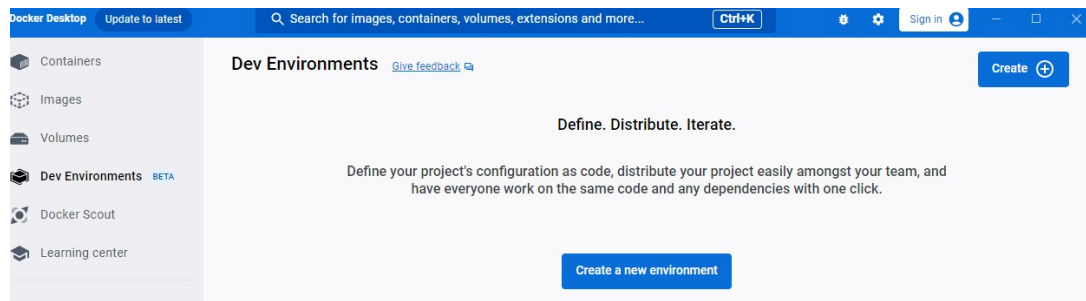 Docker Desktop Update to latest Search for images, containers, volumes, extensions and more... Ctrl+K Sign in
Containers
Images
Volumes
Dev Environments BETA
Docker Scout
Learning center
Dev Environments Give feedback
Create
Define. Distribute. Iterate.
Define your project's configuration as code, distribute your project easily amongst your team, and
have everyone work on the same code and any dependencies with one click.
Create a new environment